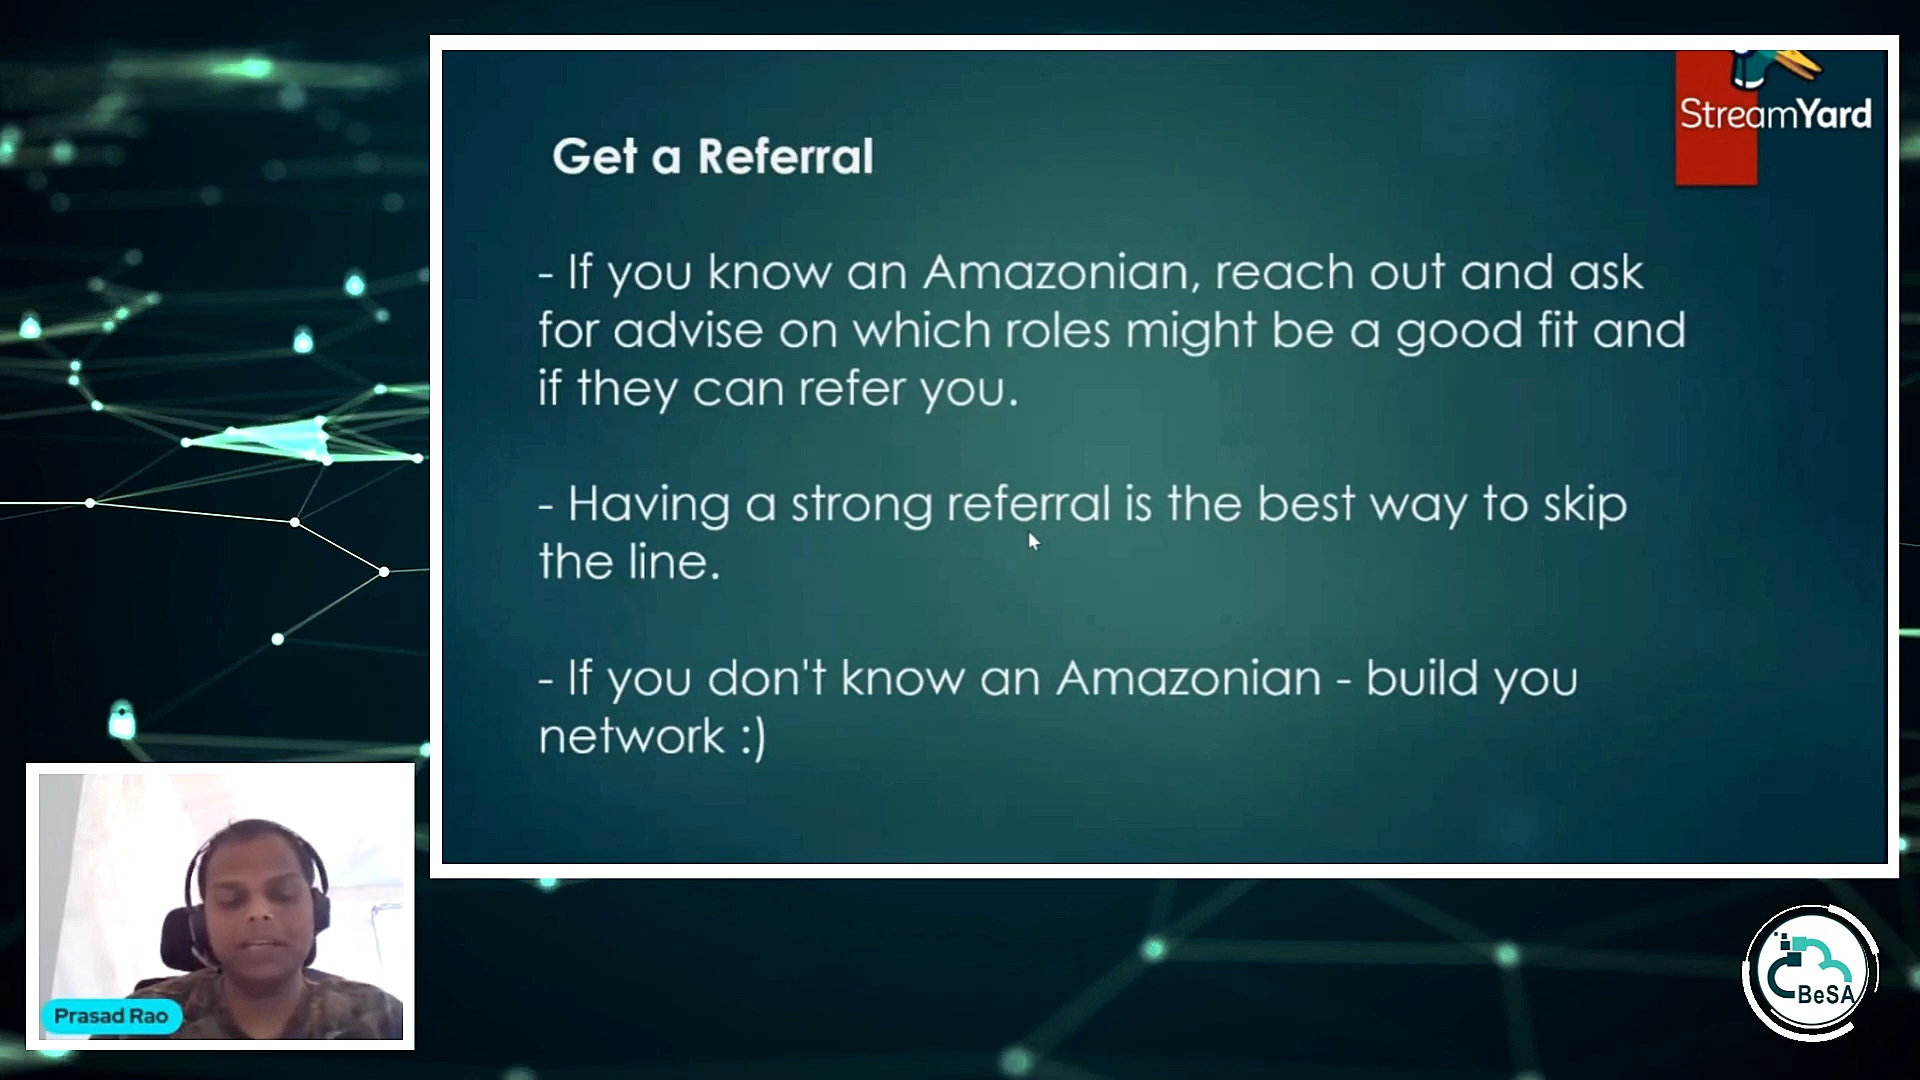 StreamYard
Get a Referral
- If you know an Amazonian, reach out and ask
for advise on which roles might be a good fit and
if they can refer you.
- Having a strong referral is the best way to skip
the line.
- If you don't know an Amazonian - build you
network :)
Prasad Rao
BeSA